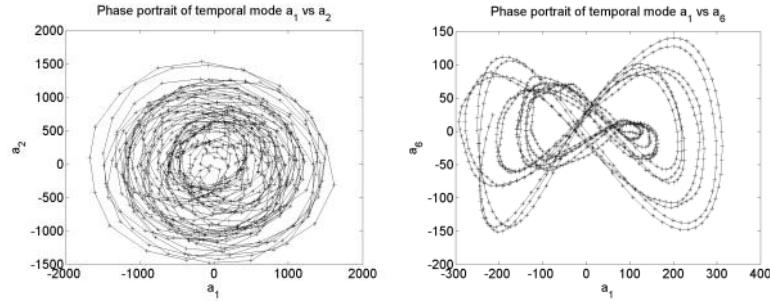 Phase portrait of temporal mode a1 vs a2
2000
1500
1000
500
0
-500
-1000
-1500
-2000 -1000 0 1000 2000
a2
a1
Phase portrait of temporal mode a1 vs a6
150
100
50
0
-50
-100
-150
-200
-300 -200 -100 0 100 200 300 400
a6
a1